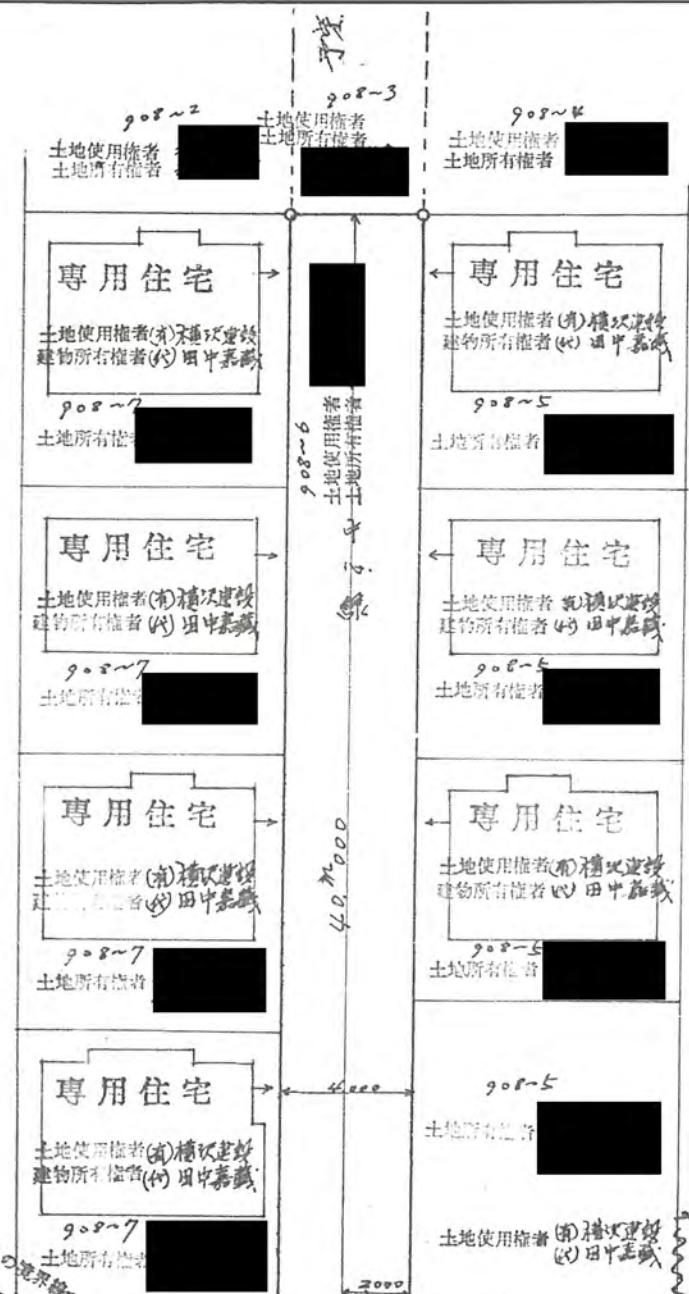 予定
908~2
土地使用権者
土地所有権者
908~3
土地使用権者
土地所有権者
908~4
土地使用権者
土地所有権者
専用住宅
土地使用権者(有)横沢建設
建物所有権者(代)田中嘉蔵
908~7
土地所有権者
908~6
土地使用権者
土地所有権者
専用住宅
土地使用権者(有)横沢建設
建物所有権者(代)田中嘉蔵
908~5
土地所有権者
専用住宅
土地使用権者(有)横沢建設
建物所有権者(代)田中嘉蔵
908~7
土地所有権者
専用住宅
土地使用権者(有)横沢建設
建物所有権者(代)田中嘉蔵
908~5
土地所有権者
専用住宅
土地使用権者(有)横沢建設
建物所有権者(代)田中嘉蔵
908~7
土地所有権者
40.ᵐ000
専用住宅
土地使用権者(有)横沢建設
建物所有権者(代)田中嘉蔵
908~5
土地所有権者
専用住宅
土地使用権者(有)横沢建設
建物所有権者(代)田中嘉蔵
908~7
土地所有権者
4.000
908~5
土地所有権者
土地使用権者(有)横沢建設
(代)田中嘉蔵
2000
の境界線